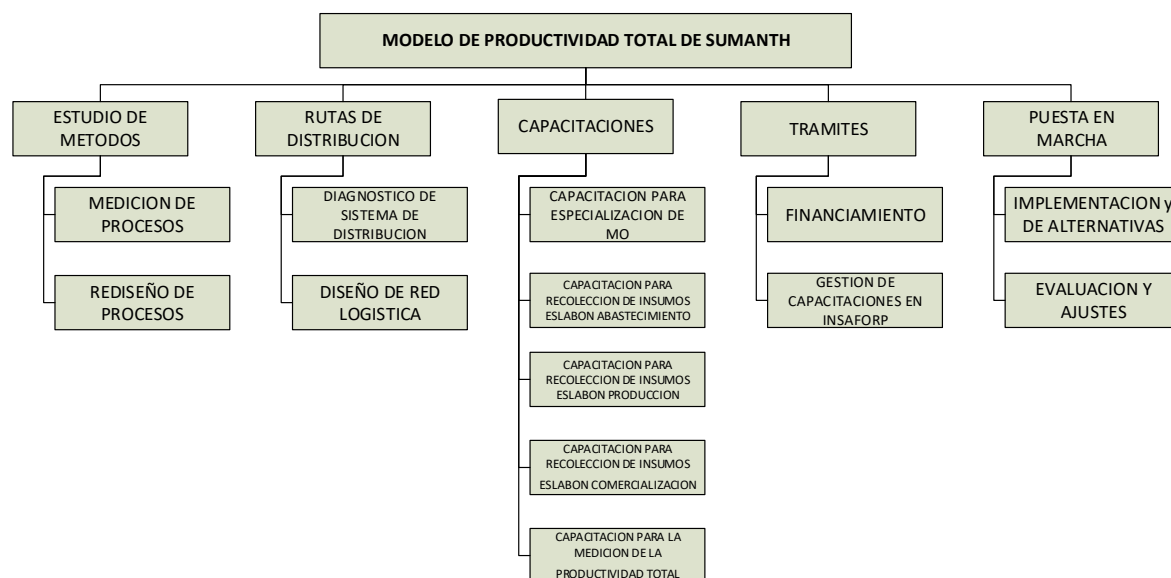 MODELO DE PRODUCTIVIDAD TOTAL DE SUMANTH
ESTUDIO DE
METODOS
MEDICION DE
PROCESOS
REDISEÑO DE
PROCESOS
RUTAS DE
DISTRIBUCION
DIAGNOSTICO DE
SISTEMA DE
DISTRIBUCION
DISEÑO DE RED
LOGISTICA
CAPACITACIONES
CAPACITACION PARA
ESPECIALIZACION DE
MO
CAPACITACION PARA
RECOLECCION DE INSUMOS
ESLABON ABASTECIMIENTO
CAPACITACION PARA
RECOLECCION DE INSUMOS
ESLABON PRODUCCION
CAPACITACION PARA
RECOLECCION DE INSUMOS
ESLABON COMERCIALIZACION
CAPACITACION PARA LA
MEDICION DE LA
PRODUCTIVIDAD TOTAL
TRAMITES
FINANCIAMIENTO
GESTION DE
CAPACITACIONES EN
INSAFORP
PUESTA EN
MARCHA
IMPLEMENTACION y
DE ALTERNATIVAS
EVALUACION Y
AJUSTES